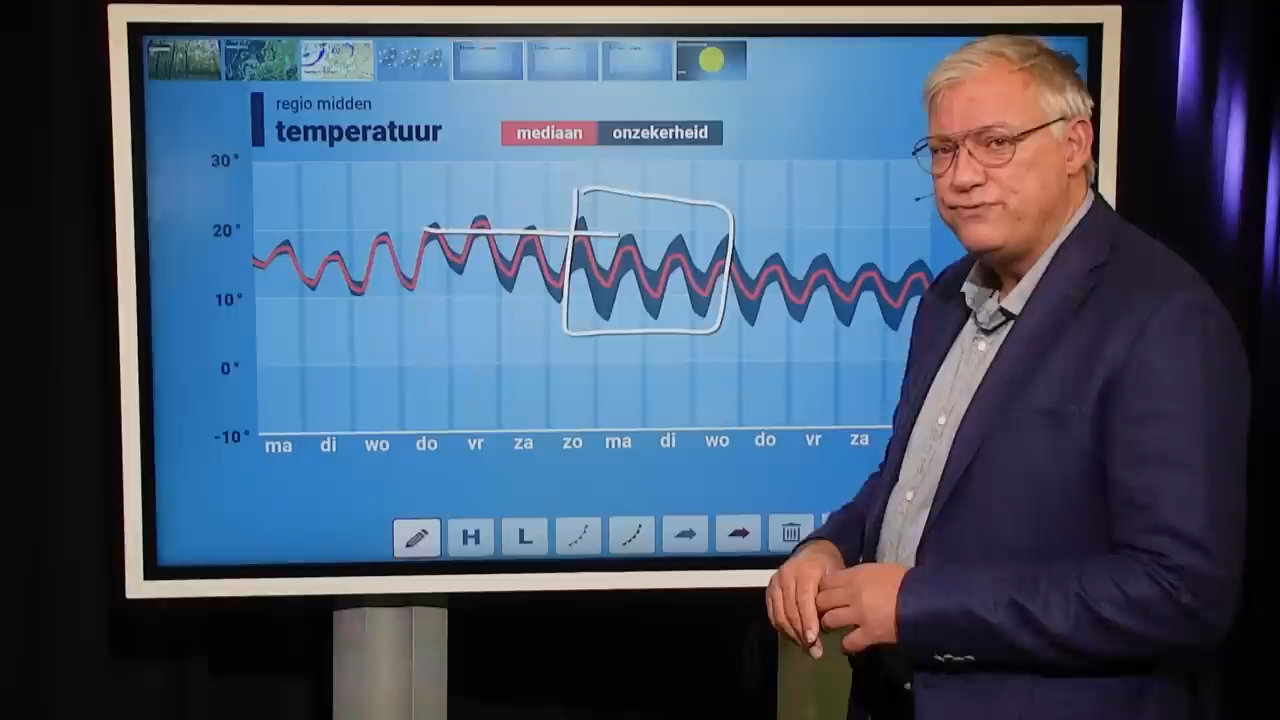 regio midden
temperatuur
mediaan onzekerheid
30°
20°
10°
0°
-10°
ma di wo do vr za zo ma di wo do vr za
H L